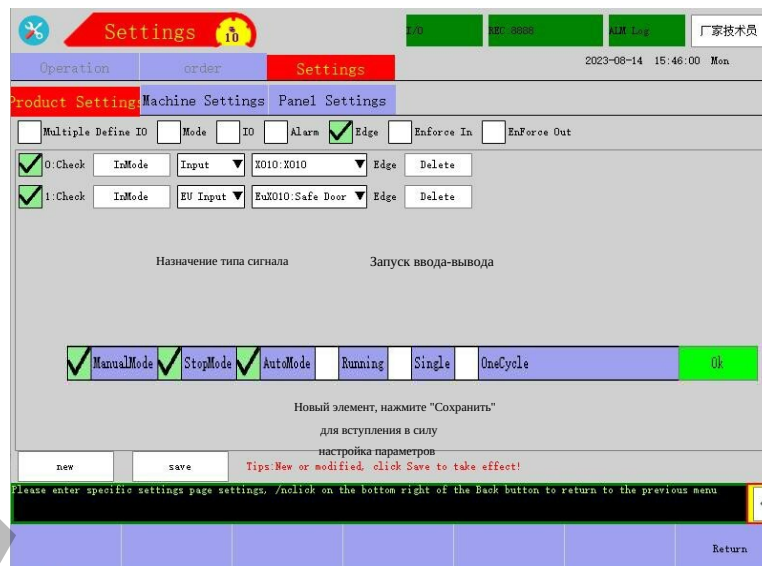 Settings 10 I/O REC:8888 ALM Log 厂家技术员
Operation order Settings 2023-08-14 15:46:00 Mon
Product Settings Machine Settings Panel Settings
Multiple Define IO Mode IO Alarm Edge Enforce In EnForce Out
0:Check InMode Input X010:X010 Edge Delete
1:Check InMode EU Input EuX010:Safe Door Edge Delete
Назначение типа сигнала Запуск ввода-вывода
ManualMode StopMode AutoMode Running Single OneCycle Ok
Новый элемент, нажмите "Сохранить"
для вступления в силу
настройка параметров
new save Tips:New or modified, click Save to take effect!
Please enter specific settings page settings, /nclick on the bottom right of the Back button to return to the previous menu
Return